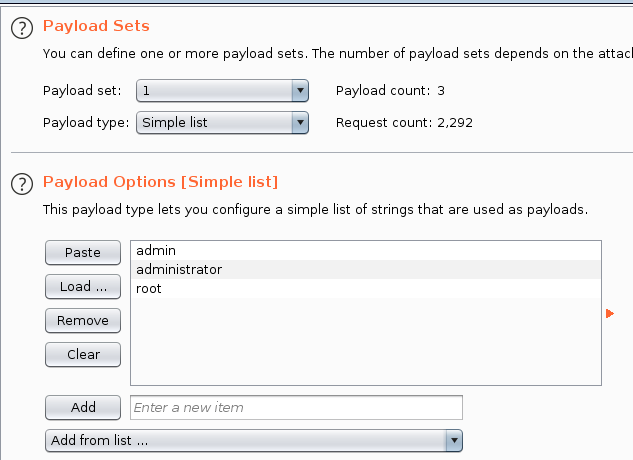 Payload Sets
You can define one or more payload sets. The number of payload sets depends on the
Payload set: 1 Payload count: 3
Payload type: Simple list Request count: 2,292
Payload Options [Simple list]
This payload type lets you configure a simple list of strings that are used as payloads.
Paste
Load ...
Remove
Clear
admin
administrator
root
Add Enter a new item
Add from list ...